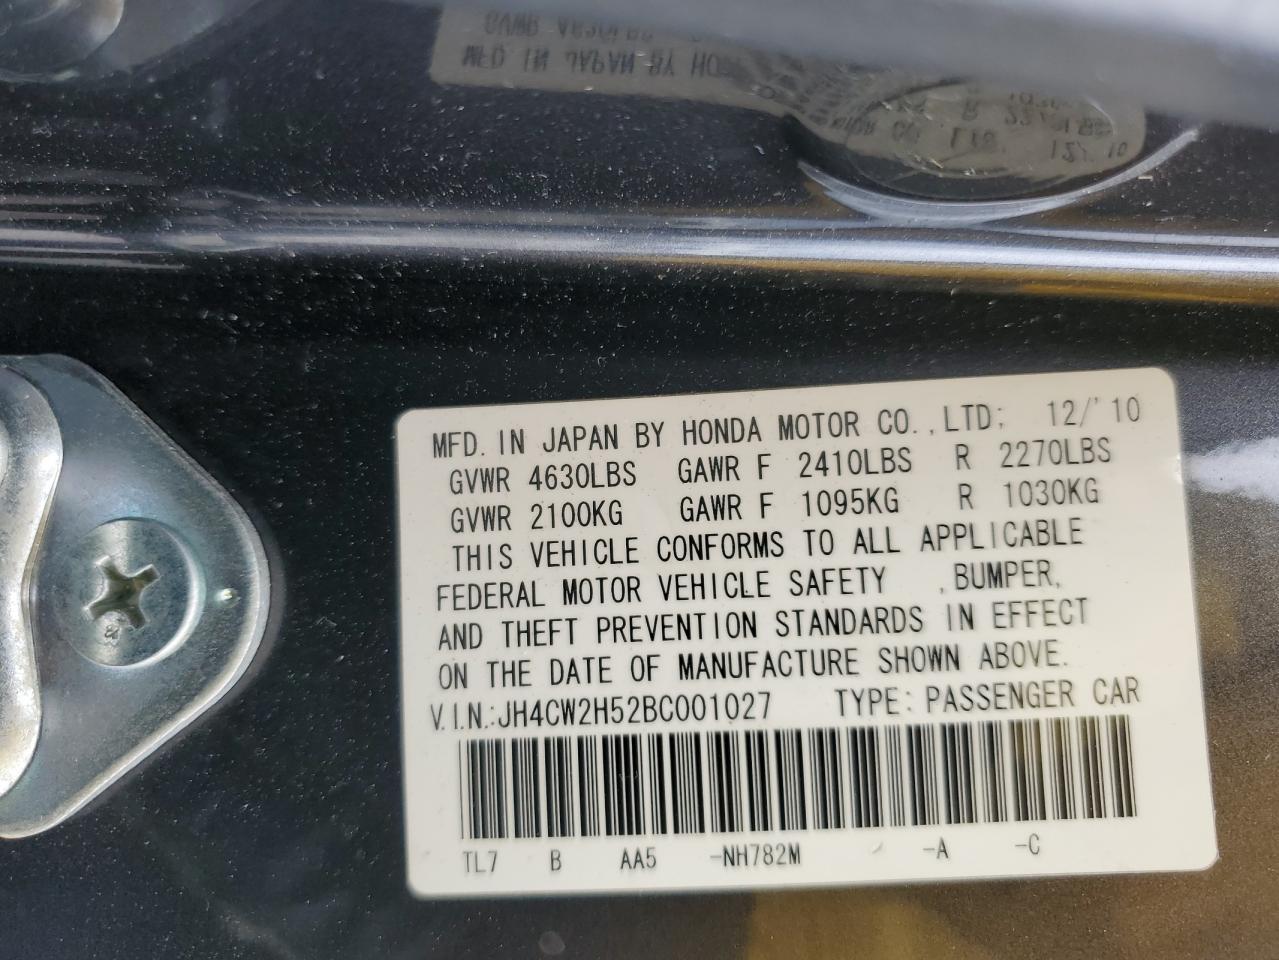 MFD. IN JAPAN BY HONDA MOTOR CO., LTD; 12/'10
GVWR 4630LBS GAWR F 2410LBS R 2270LBS
GVWR 2100KG GAWR F 1095KG R 1030KG
THIS VEHICLE CONFORMS TO ALL APPLICABLE
FEDERAL MOTOR VEHICLE SAFETY ,BUMPER,
AND THEFT PREVENTION STANDARDS IN EFFECT
ON THE DATE OF MANUFACTURE SHOWN ABOVE.
V.I.N.:JH4CW2H52BC001027 TYPE: PASSENGER CAR
TL7 B AA5 -NH782M -A -C